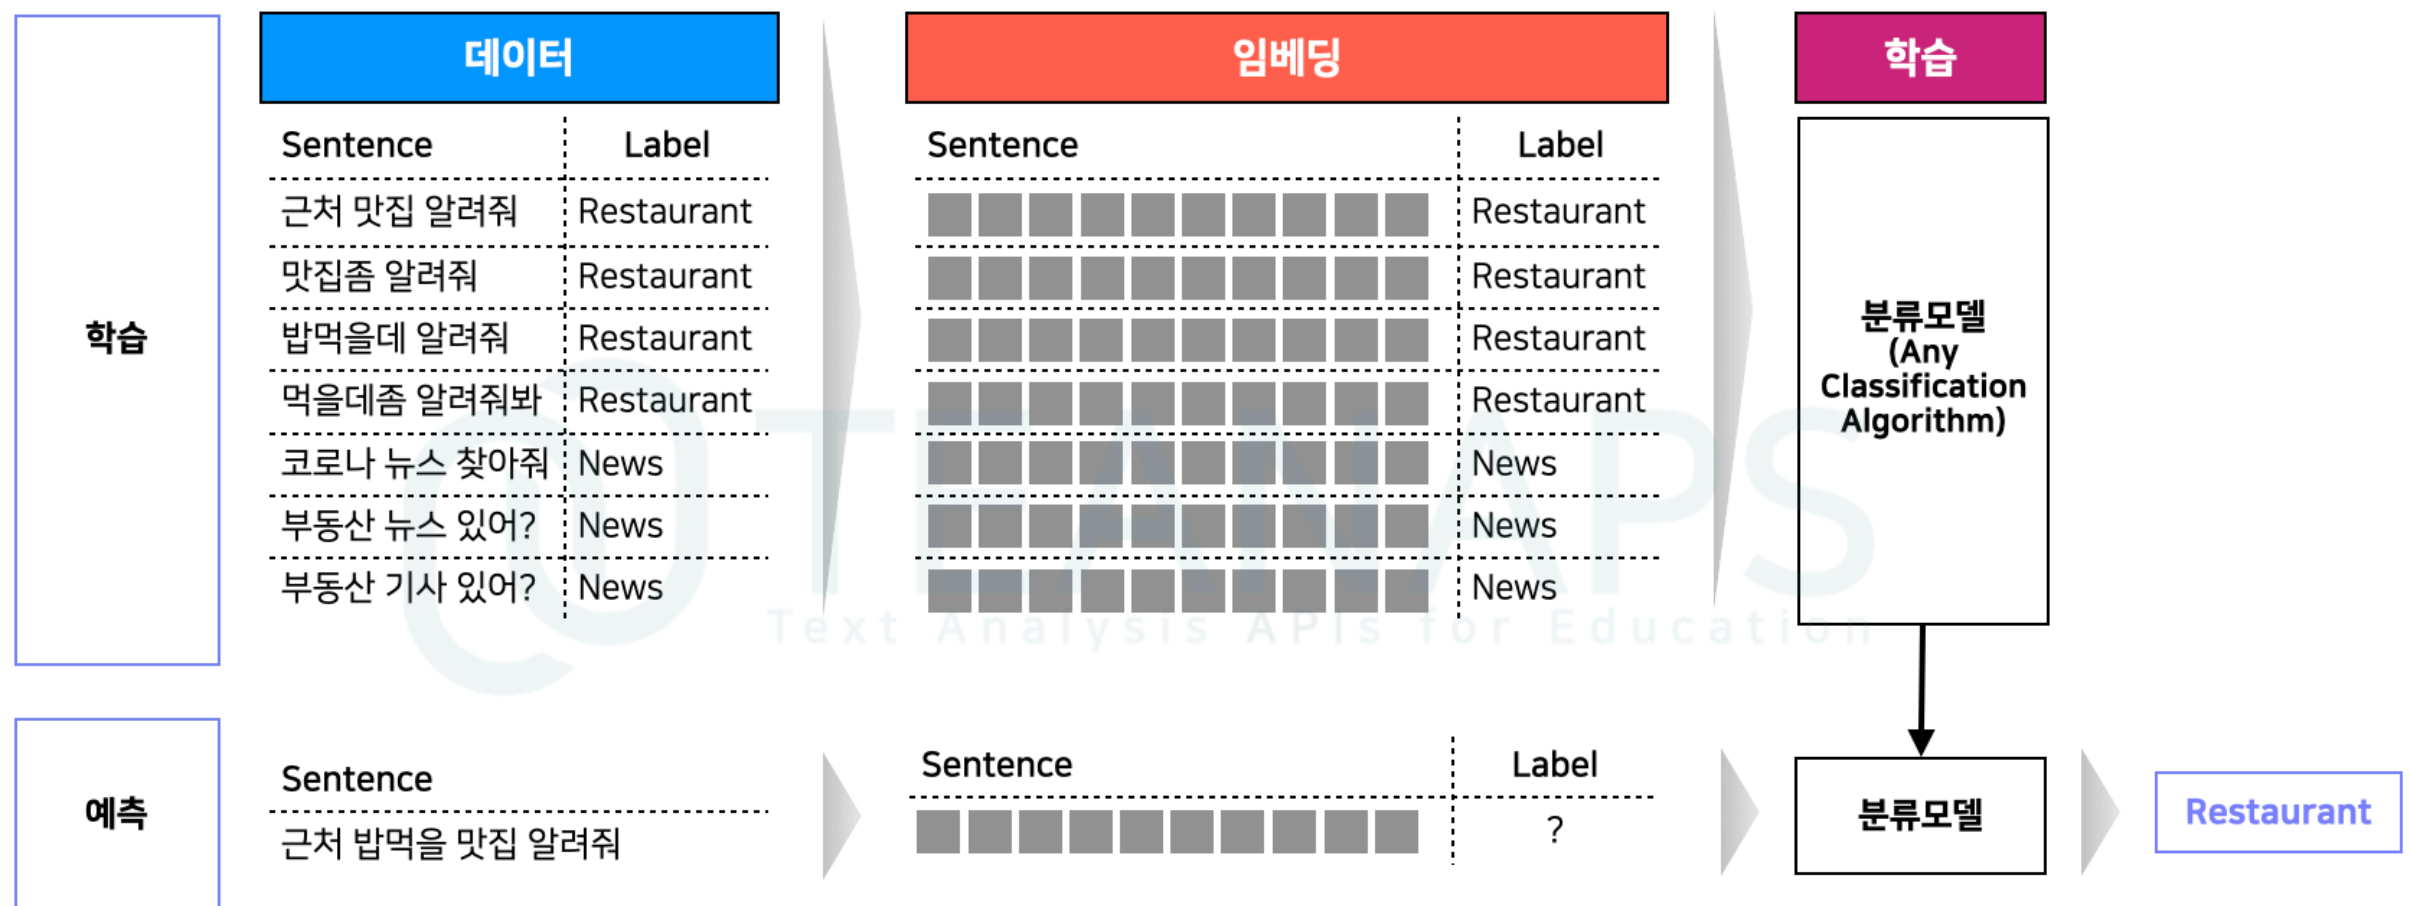 데이터
임베딩
학습
학습
Sentence Label
근처 맛집 알려줘 Restaurant
맛집좀 알려줘 Restaurant
밥먹을데 알려줘 Restaurant
먹을데좀 알려줘봐 Restaurant
코로나 뉴스 찾아줘 News
부동산 뉴스 있어? News
부동산 기사 있어? News
Sentence Label
Restaurant
Restaurant
Restaurant
Restaurant
News
News
News
분류모델
(Any
Classification
Algorithm)
@TEANAPS
Text Analysis APIs for Education
예측
Sentence
근처 밥먹을 맛집 알려줘
Sentence Label
?
분류모델
Restaurant